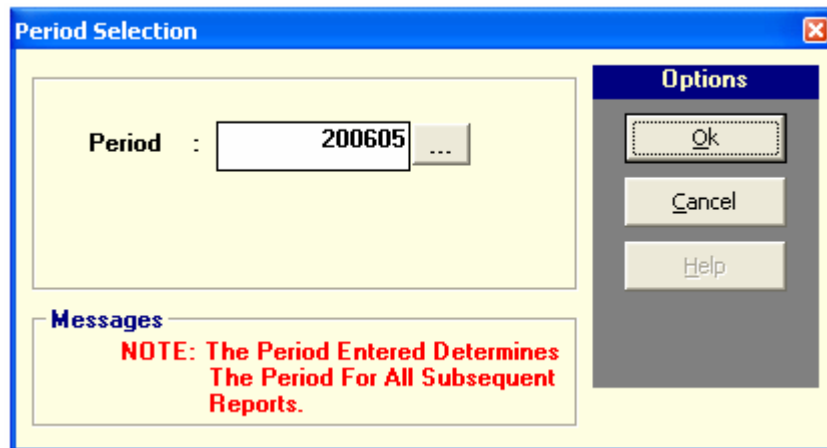 Period Selection
Options
Period : 200605 ...
Ok
Cancel
Help
Messages
NOTE: The Period Entered Determines
The Period For All Subsequent
Reports.